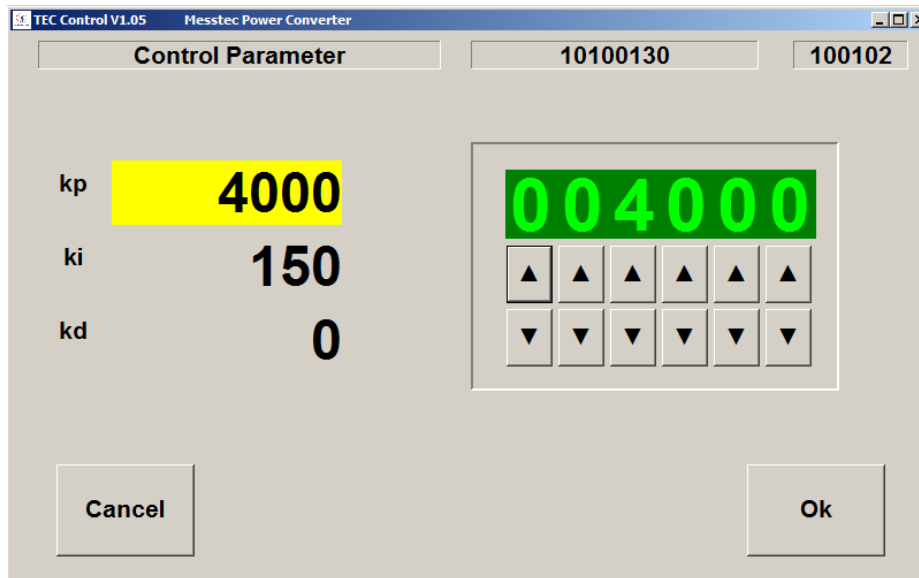 TEC Control V1.05 Messtec Power Converter
Control Parameter 10100130 100102
kp 4000 004000
ki 150
kd 0
Cancel Ok